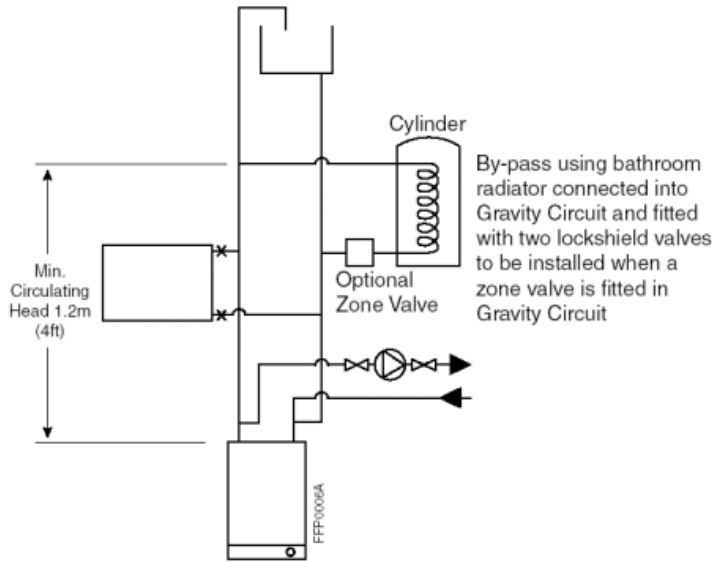 Cylinder
By-pass using bathroom
radiator connected into
Gravity Circuit and fitted
with two lockshield valves
to be installed when a
zone valve is fitted in
Gravity Circuit
Min.
Circulating
Head 1.2m
(4ft)
Optional
Zone Valve
FFP0006A